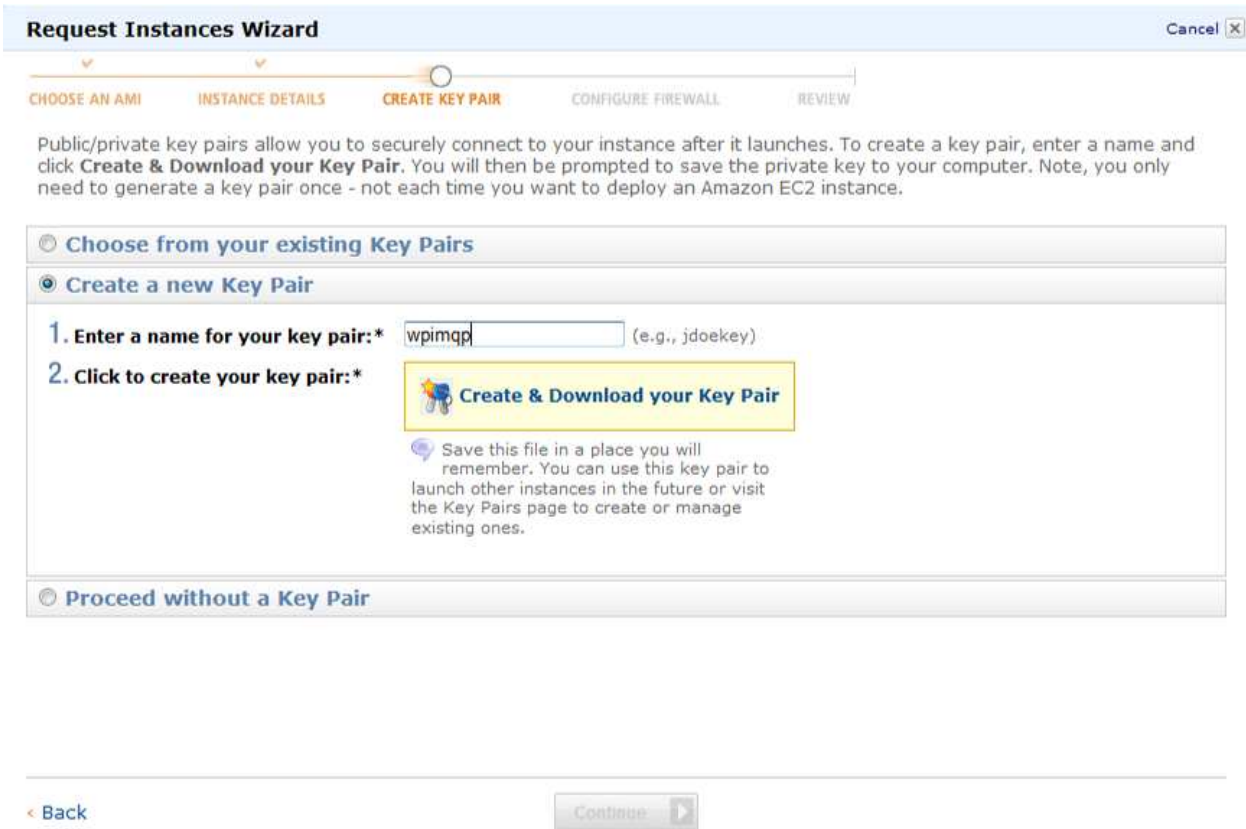 Request Instances Wizard
Cancel
CHOOSE AN AMI INSTANCE DETAILS CREATE KEY PAIR CONFIGURE FIREWALL REVIEW
Public/private key pairs allow you to securely connect to your instance after it launches. To create a key pair, enter a name and
click Create & Download your Key Pair. You will then be prompted to save the private key to your computer. Note, you only
need to generate a key pair once - not each time you want to deploy an Amazon EC2 instance.
Choose from your existing Key Pairs
Create a new Key Pair
1. Enter a name for your key pair:* wpimqp (e.g., jdoekey)
2. Click to create your key pair:*
Create & Download your Key Pair
Save this file in a place you will
remember. You can use this key pair to
launch other instances in the future or visit
the Key Pairs page to create or manage
existing ones.
Proceed without a Key Pair
< Back
Continue